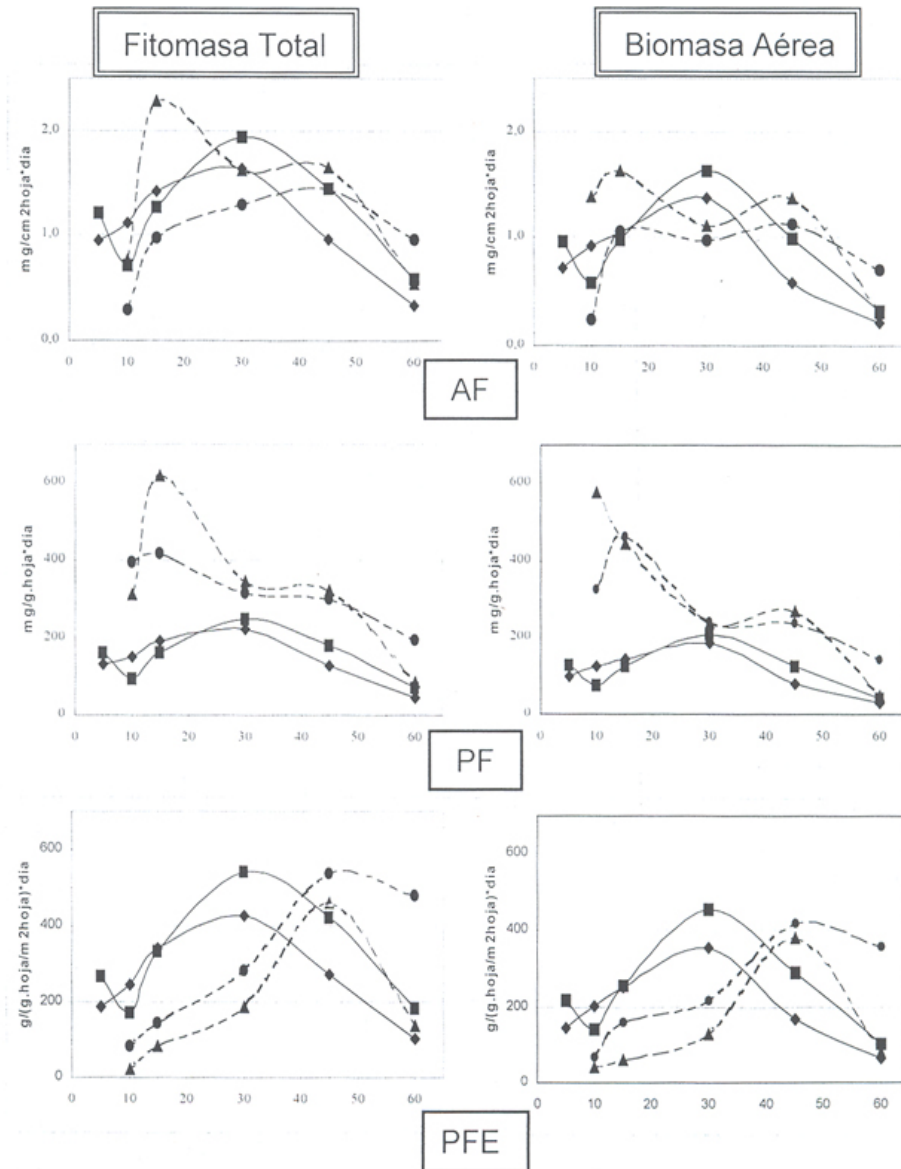 Fitomasa Total
Biomasa Aérea
mg/cm2hoja*dia
2,0
1,0
0,0
0 10 20 30 40 50 60
mg/cm2hoja*dia
2,0
1,0
0,0
0 10 20 30 40 50 60
AF
mg/g.hoja*dia
600
400
200
0
0 10 20 30 40 50 60
mg/g.hoja*dia
600
400
200
0
0 10 20 30 40 50 60
PF
g/(g.hoja/m2hoja)*dia
600
400
200
0
0 10 20 30 40 50 60
g/(g.hoja/m2hoja)*dia
600
400
200
0
0 10 20 30 40 50 60
PFE